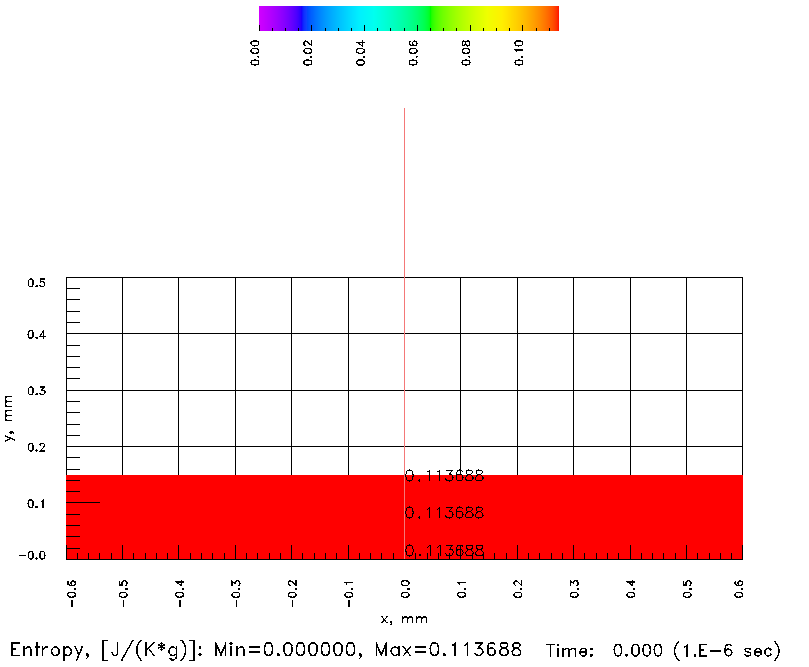 0.00 0.02 0.04 0.06 0.08 0.10
0.5
0.4
0.3
0.2
0.1
-0.0
y, mm
0.113688
0.113688
0.113688
-0.6 -0.5 -0.4 -0.3 -0.2 -0.1 0.0 0.1 0.2 0.3 0.4 0.5 0.6
x, mm
Entropy, [J/(K*g)]: Min=0.000000, Max=0.113688 Time: 0.000 (1.E-6 sec)